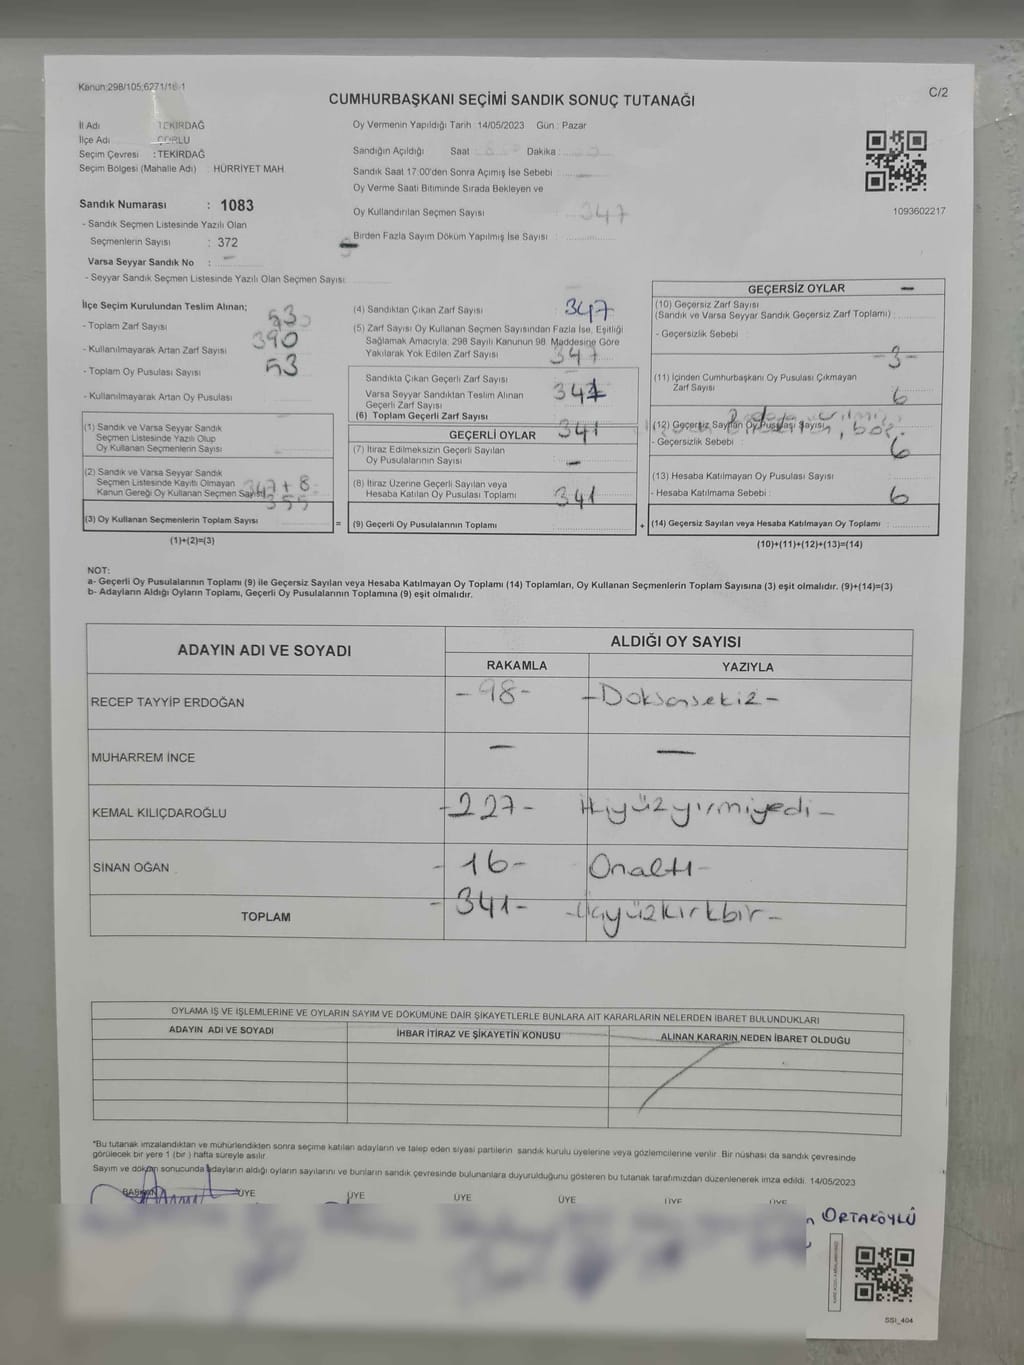 Kanun:298/105;6271/18-1
C/2
CUMHURBAŞKANI SEÇİMİ SANDIK SONUÇ TUTANAĞI
İl Adı TEKİRDAĞ
İlçe Adı ÇORLU
Seçim Çevresi : TEKİRDAĞ
Seçim Bölgesi (Mahalle Adı) : HÜRRİYET MAH
Sandık Numarası : 1083
- Sandık Seçmen Listesinde Yazılı Olan
Seçmenlerin Sayısı : 372
Varsa Seyyar Sandık No : -
- Seyyar Sandık Seçmen Listesinde Yazılı Olan Seçmen Sayısı:
Oy Vermenin Yapıldığı Tarih : 14/05/2023 Gün : Pazar
Sandığın Açıldığı Saat Dakika :
Sandık Saat 17:00'den Sonra Açımış İse Sebebi
Oy Verme Saati Bitiminde Sırada Bekleyen ve
Oy Kullandırılan Seçmen Sayısı 347
Birden Fazla Sayım Döküm Yapılmış İse Sayısı :
1093602217
İlçe Seçim Kurulundan Teslim Alınan;
- Toplam Zarf Sayısı
390
- Kullanılmayarak Artan Zarf Sayısı
53
- Toplam Oy Pusulası Sayısı
- Kullanılmayarak Artan Oy Pusulası
(1) Sandık ve Varsa Seyyar Sandık
Seçmen Listesinde Yazılı Olup
Oy Kullanan Seçmenlerin Sayısı
(2) Sandık ve Varsa Seyyar Sandık
Seçmen Listesinde Kayıtlı Olmayan
Kanun Gereği Oy Kullanan Seçmen Sayısı
347 + 8
355
(3) Oy Kullanan Seçmenlerin Toplam Sayısı
(1)+(2)=(3)
=
(4) Sandıktan Çıkan Zarf Sayısı : 347
(5) Zarf Sayısı Oy Kullanan Seçmen Sayısından Fazla İse, Eşitliği
Sağlamak Amacıyla; 298 Sayılı Kanunun 98. Maddesine Göre
Yakılarak Yok Edilen Zarf Sayısı 347
Sandıkta Çıkan Geçerli Zarf Sayısı
Varsa Seyyar Sandıktan Teslim Alınan
Geçerli Zarf Sayısı
(6) Toplam Geçerli Zarf Sayısı
GEÇERLİ OYLAR 341
(7) İtiraz Edilmeksizin Geçerli Sayılan
Oy Pusulalarının Sayısı -
(8) İtiraz Üzerine Geçerli Sayılan veya
Hesaba Katılan Oy Pusulası Toplamı 341
(9) Geçerli Oy Pusulalarının Toplamı
+
GEÇERSİZ OYLAR -
(10) Geçersiz Zarf Sayısı
(Sandık ve Varsa Seyyar Sandık Geçersiz Zarf Toplamı)
- Geçersizlik Sebebi :
-3-
(11) İçinden Cumhurbaşkanı Oy Pusulası Çıkmayan
Zarf Sayısı 6
(12) Geçersiz Sayılan Oy Pusulası Sayısı
- Geçersizlik Sebebi : 6
(13) Hesaba Katılmayan Oy Pusulası Sayısı
- Hesaba Katılmama Sebebi : 6
(14) Geçersiz Sayılan veya Hesaba Katılmayan Oy Toplamı :
(10)+(11)+(12)+(13)=(14)
NOT:
a- Geçerli Oy Pusulalarının Toplamı (9) ile Geçersiz Sayılan veya Hesaba Katılmayan Oy Toplamı (14) Toplamları, Oy Kullanan Seçmenlerin Toplam Sayısına (3) eşit olmalıdır. (9)+(14)=(3)
b- Adayların Aldığı Oyların Toplamı, Geçerli Oy Pusulalarının Toplamına (9) eşit olmalıdır.
ADAYIN ADI VE SOYADI
ALDIĞI OY SAYISI
RAKAMLA YAZIYLA
RECEP TAYYİP ERDOĞAN -98- -Doksansekiz-
MUHARREM İNCE - -
KEMAL KILIÇDAROĞLU -227- İkiyüzyirmiyedi-
SİNAN OĞAN -16- Onaltı-
TOPLAM -341- -Üçyüzkırkbir-
OYLAMA İŞ VE İŞLEMLERİNE VE OYLARIN SAYIM VE DÖKÜMÜNE DAİR ŞİKAYETLERLE BUNLARA AİT KARARLARIN NELERDEN İBARET BULUNDUKLARI
ADAYIN ADI VE SOYADI İHBAR İTİRAZ VE ŞİKAYETİN KONUSU ALINAN KARARIN NEDEN İBARET OLDUĞU
*Bu tutanak imzalandıktan ve mühürlendikten sonra seçime katılan adayların ve talep eden siyasi partilerin sandık kurulu üyelerine veya gözlemcilerine verilir. Bir nüshası da sandık çevresinde
görülecek bir yere 1 (bir ) hafta süreyle asılır.
Sayım ve döküm sonucunda adayların aldığı oyların sayılarını ve bunların sandık çevresinde bulunanlara duyurulduğunu gösteren bu tutanak tarafımızdan düzenlenerek imza edildi. 14/05/2023
BAŞKAN ÜYE ÜYE ÜYE ÜYE ÜYE ÜYE
ORTAKÖYLÜ
SSI_404